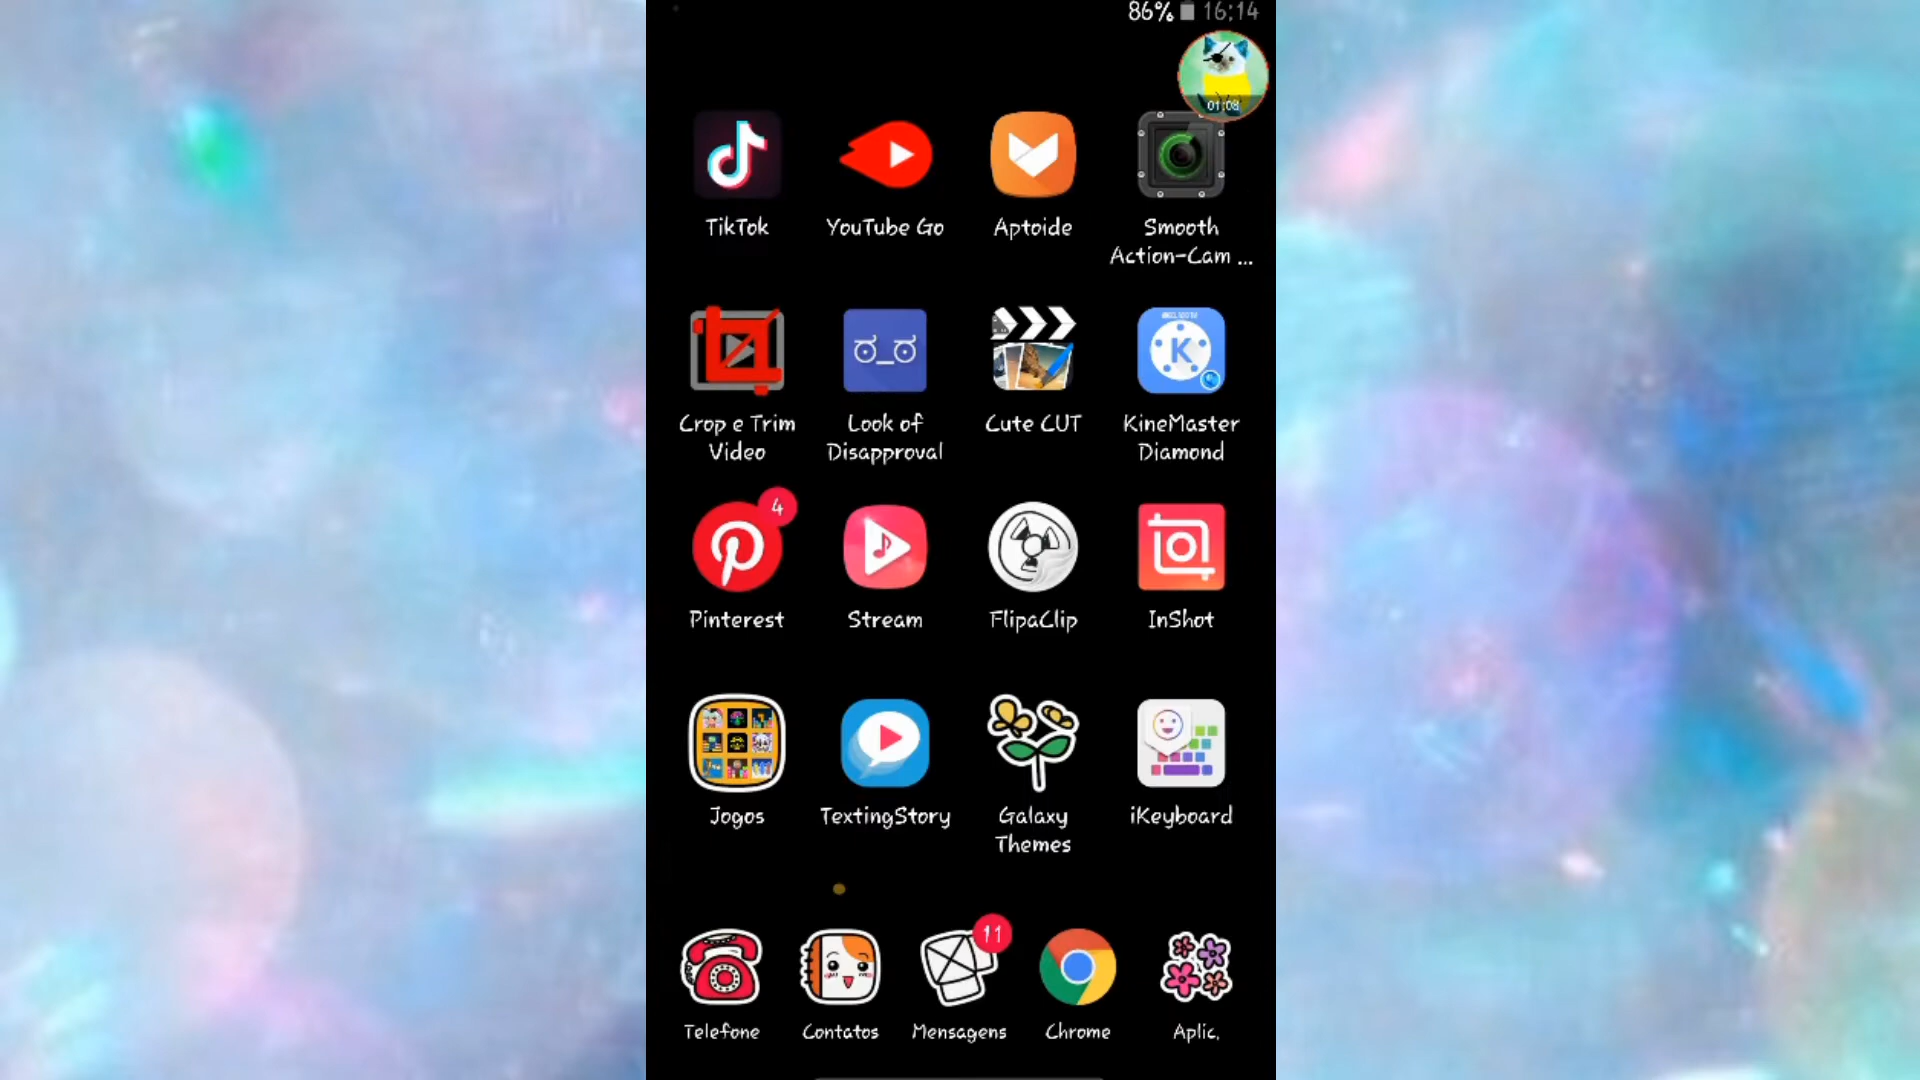 86% 16:14
01:08
TikTok
YouTube Go
Aptoide
Smooth
Action-Cam ...
Crop e Trim
Video
Look of
Disapproval
Cute CUT
K
KineMaster
Diamond
4
Pinterest
Stream
FlipaClip
InShot
Jogos
TextingStory
Galaxy
Themes
iKeyboard
11
Telefone
Contatos
Mensagens
Chrome
Aplic.